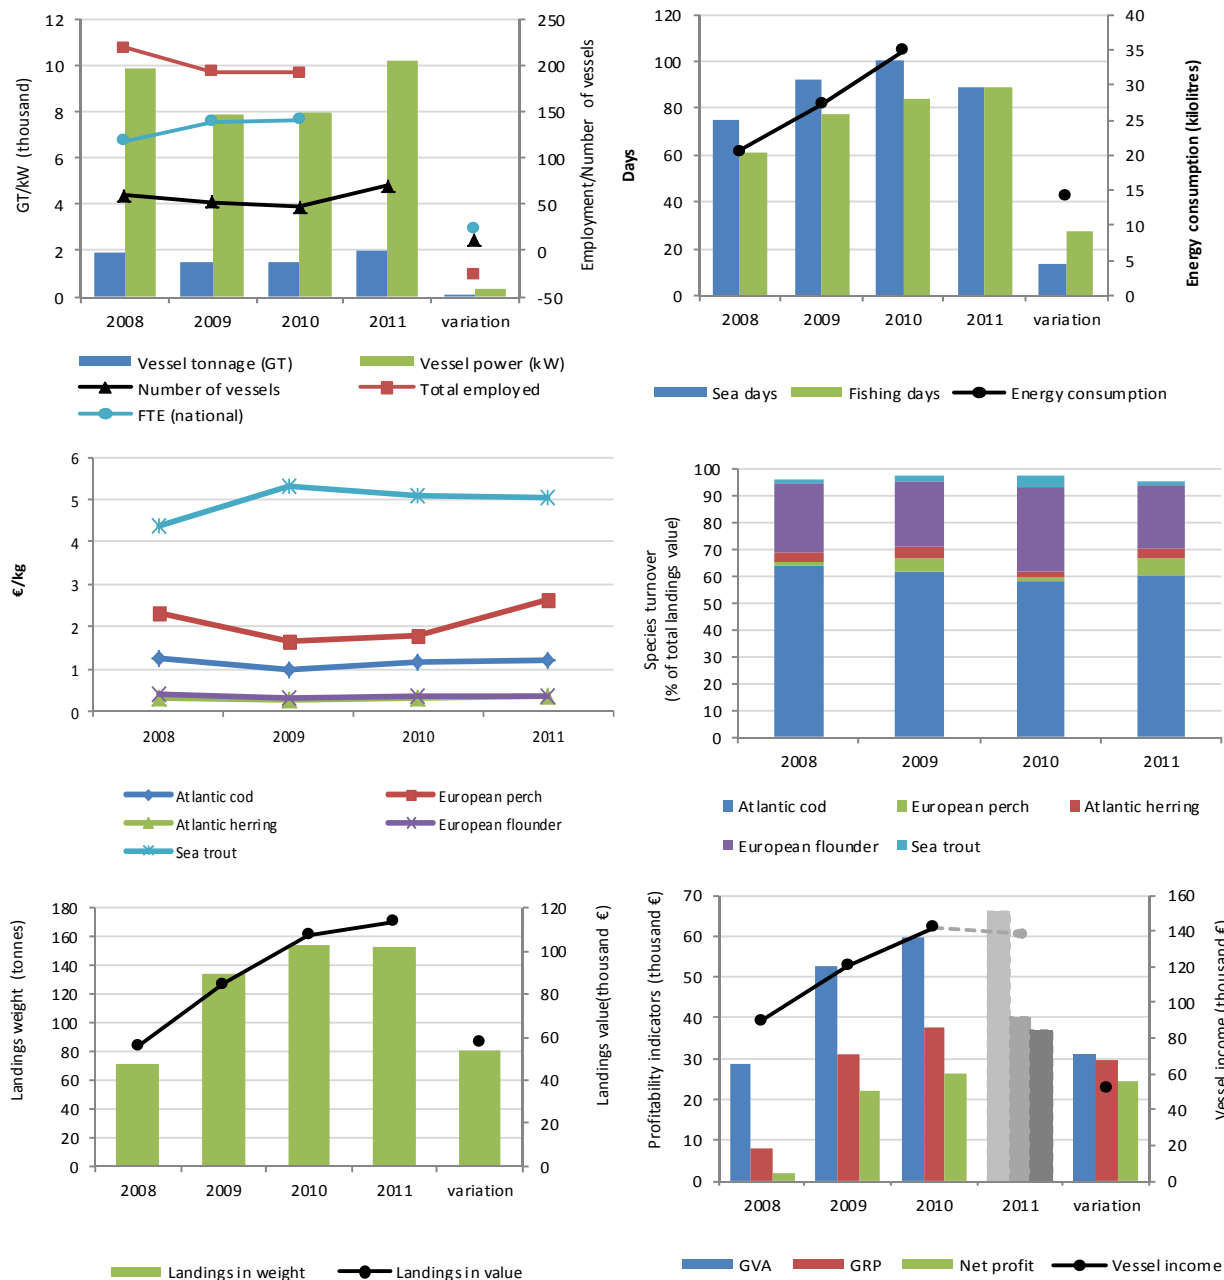 12
10
8
6
4
2
0
GT/kW (thousand)
250
200
150
100
50
0
-50
Employment/Number of vessels
2008 2009 2010 2011 variation
Vessel tonnage (GT) Vessel power (kW)
Number of vessels Total employed
FTE (national)
120
100
80
60
40
20
0
Days
40
35
30
25
20
15
10
5
0
Energy consumption (kilolitres)
2008 2009 2010 2011 variation
Sea days Fishing days Energy consumption
6
5
4
3
2
1
0
€/kg
2008 2009 2010 2011
Atlantic cod European perch
Atlantic herring European flounder
Sea trout
100
90
80
70
60
50
40
30
20
10
0
Species turnover
(% of total landings value)
2008 2009 2010 2011
Atlantic cod European perch Atlantic herring
European flounder Sea trout
180
160
140
120
100
80
60
40
20
0
Landings weight (tonnes)
120
100
80
60
40
20
0
Landings value(thousand €)
2008 2009 2010 2011 variation
Landings in weight Landings in value
70
60
50
40
30
20
10
0
Profitability indicators (thousand €)
160
140
120
100
80
60
40
20
0
Vessel income (thousand €)
2008 2009 2010 2011 variation
GVA GRP Net profit Vessel income